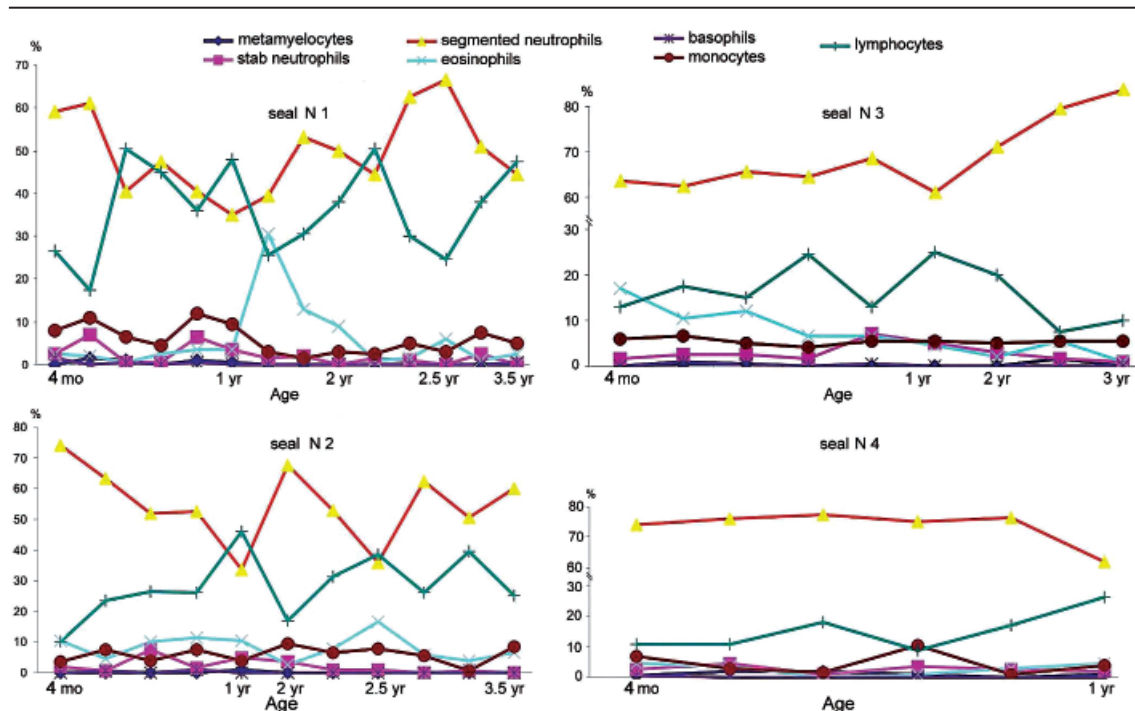 metamyelocytes
segmented neutrophils
basophils
lymphocytes
stab neutrophils
eosinophils
monocytes
%
70
60
50
40
30
20
10
0
seal N 1
4 mo 1 yr 2 yr 2.5 yr 3.5 yr
Age
%
80
70
60
30
20
10
0
seal N 3
4 mo 1 yr 2 yr 3 yr
Age
%
80
70
60
50
40
30
20
10
0
seal N 2
4 mo 1 yr 2 yr 2.5 yr 3.5 yr
Age
seal N 4
%
80
70
60
30
20
10
0
4 mo 1 yr
Age